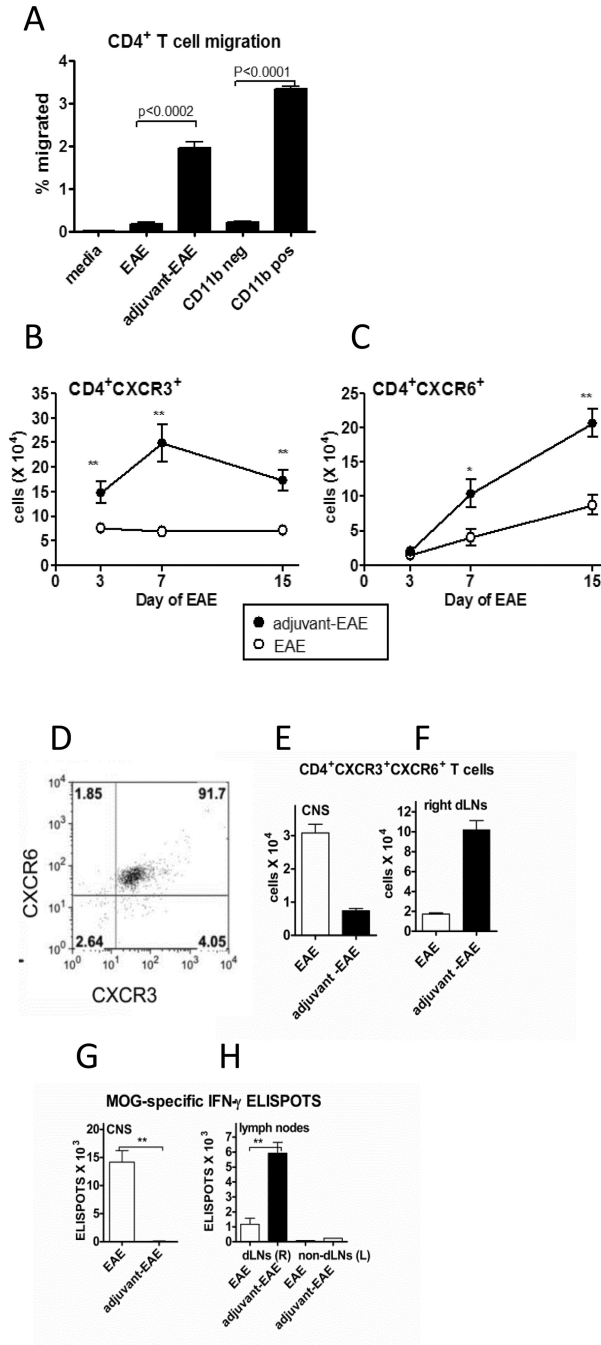 A
CD4+ T cell migration
P<0.0001
p<0.0002
% migrated
4
3
2
1
0
media
EAE
adjuvant-EAE
CD11b neg
CD11b pos
B
C
CD4+CXCR3+
CD4+CXCR6+
cells (X 10^4)
35
30
25
20
15
10
5
0
**
**
**
0
3
7
15
Day of EAE
cells (X 10^4)
25
20
15
10
5
0
*
**
0
3
7
15
Day of EAE
adjuvant-EAE
EAE
D
E
F
CD4+CXCR3+CXCR6+ T cells
CXCR6
10^4
10^3
10^2
10^1
10^0
1.85
91.7
2.64
4.05
10^0
10^1
10^2
10^3
10^4
CXCR3
CNS
cells X 10^4
3
2
1
0
EAE
adjuvant -EAE
right dLNs
cells X 10^4
12
10
8
6
4
2
0
EAE
adjuvant -EAE
G
H
MOG-specific IFN-γ ELISPOTS
CNS
ELISPOTS X 10^3
20
15
10
5
0
**
EAE
adjuvant-EAE
lymph nodes
ELISPOTS X 10^3
7
6
5
4
3
2
1
0
**
dLNs (R)
non-dLNs (L)
EAE
adjuvant-EAE
EAE
adjuvant-EAE